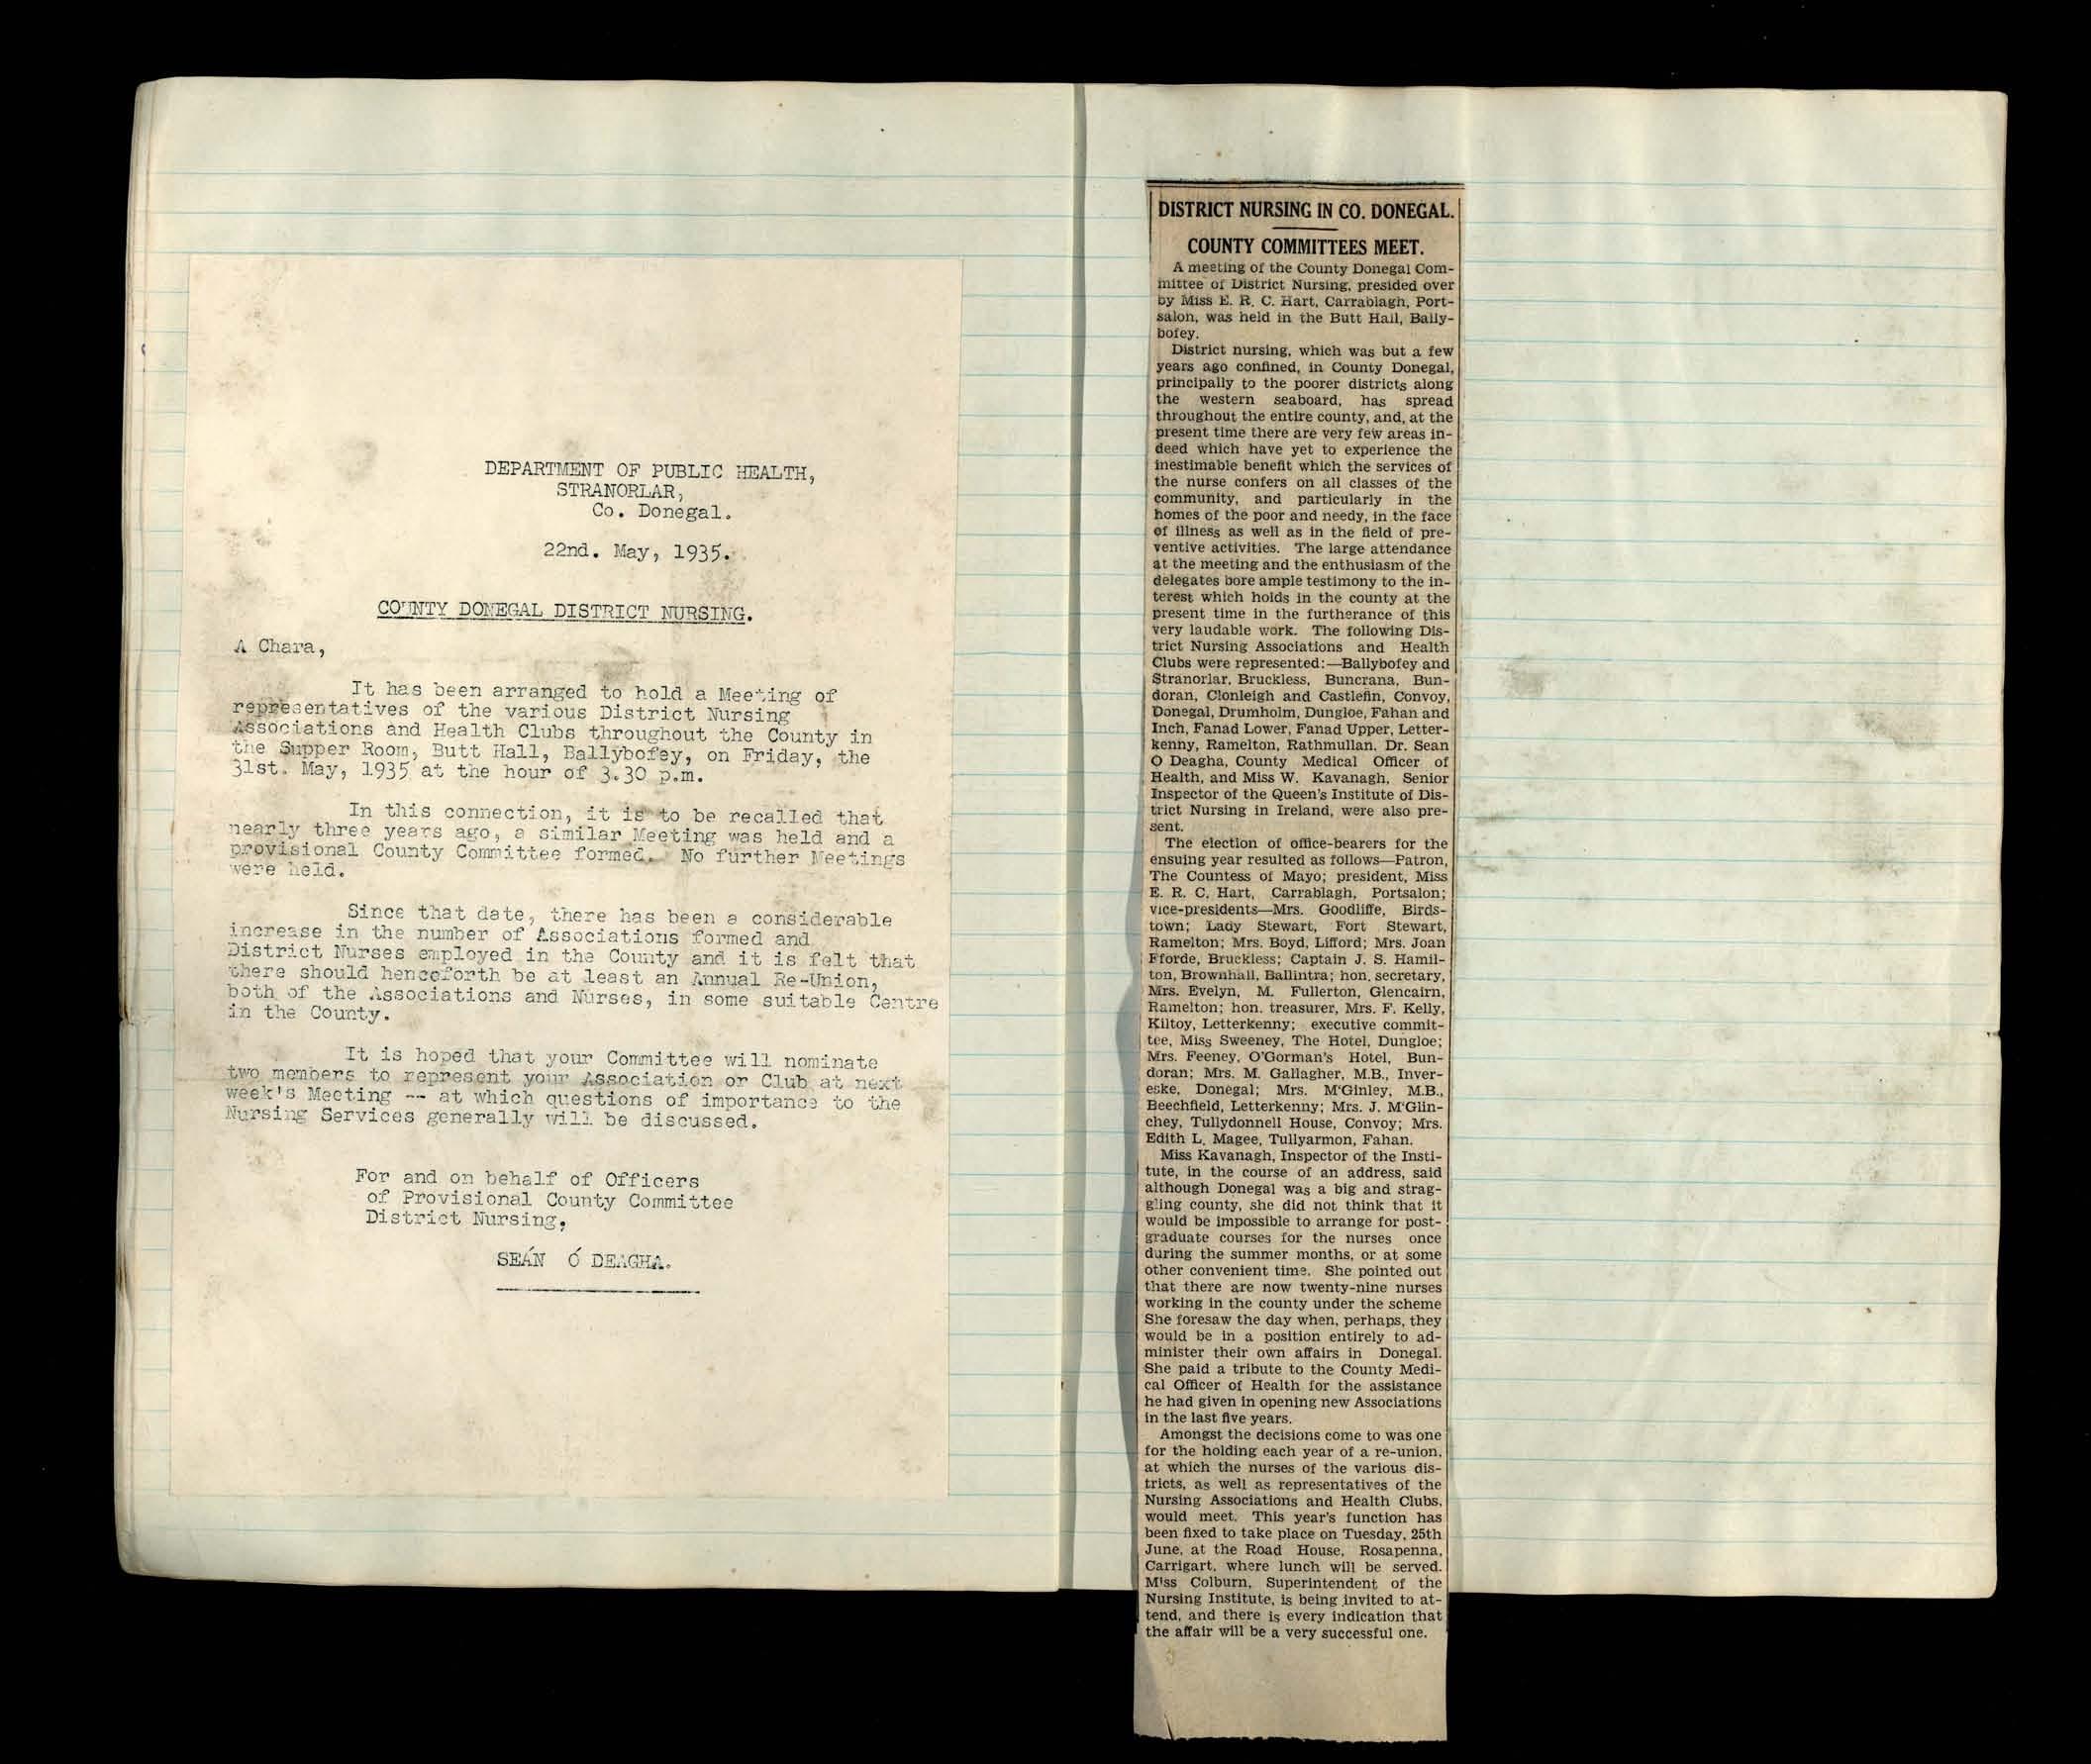 DEPARTMENT OF PUBLIC HEALTH,
STRANORLAR,
Co. Donegal.
22nd. May, 1935.
COUNTY DONEGAL DISTRICT NURSING.
A Chara,
It has been arranged to hold a Meeting of
representatives of the various District Nursing
Associations and Health Clubs throughout the County in
the Supper Room, Butt Hall, Ballybofey, on Friday, the
31st. May, 1935 at the hour of 3.30 p.m.
In this connection, it is to be recalled that
nearly three years ago, a similar Meeting was held and a
provisional County Committee formed. No further Meetings
were held.
Since that date, there has been a considerable
increase in the number of Associations formed and
District Nurses employed in the County and it is felt that
there should henceforth be at least an Annual Re-Union,
both of the Associations and Nurses, in some suitable Centre
in the County.
It is hoped that your Committee will nominate
two members to represent your Association or Club at next
week's Meeting -- at which questions of importance to the
Nursing Services generally will be discussed.
For and on behalf of Officers
of Provisional County Committee
District Nursing,
SEÁN Ó DEAGHA.
DISTRICT NURSING IN CO. DONEGAL.
COUNTY COMMITTEES MEET.
A meeting of the County Donegal Com-
mittee of District Nursing, presided over
by Miss E. R. C. Hart, Carrablagh, Port-
salon, was held in the Butt Hall, Bally-
bofey.
District nursing, which was but a few
years ago confined, in County Donegal,
principally to the poorer districts along
the western seaboard, has spread
throughout the entire county, and, at the
present time there are very few areas in-
deed which have yet to experience the
inestimable benefit which the services of
the nurse confers on all classes of the
community, and particularly in the
homes of the poor and needy, in the face
of illness as well as in the field of pre-
ventive activities. The large attendance
at the meeting and the enthusiasm of the
delegates bore ample testimony to the in-
terest which holds in the county at the
present time in the furtherance of this
very laudable work. The following Dis-
trict Nursing Associations and Health
Clubs were represented:—Ballybofey and
Stranorlar, Bruckless, Buncrana, Bun-
doran, Clonleigh and Castlefin, Convoy,
Donegal, Drumholm, Dungloe, Fahan and
Inch, Fanad Lower, Fanad Upper, Letter-
kenny, Ramelton, Rathmullan. Dr. Sean
O Deagha, County Medical Officer of
Health, and Miss W. Kavanagh, Senior
Inspector of the Queen's Institute of Dis-
trict Nursing in Ireland, were also pre-
sent.
The election of office-bearers for the
ensuing year resulted as follows—Patron,
The Countess of Mayo; president, Miss
E. R. C. Hart, Carrablagh, Portsalon;
vice-presidents—Mrs. Goodliffe, Birds-
town; Lady Stewart, Fort Stewart,
Ramelton; Mrs. Boyd, Lifford; Mrs. Joan
Fforde, Bruckless; Captain J. S. Hamil-
ton, Brownhall, Ballintra; hon. secretary,
Mrs. Evelyn, M. Fullerton, Glencairn,
Ramelton; hon. treasurer, Mrs. F. Kelly,
Kiltoy, Letterkenny; executive commit-
tee, Miss Sweeney, The Hotel, Dungloe;
Mrs. Feeney, O'Gorman's Hotel, Bun-
doran; Mrs. M. Gallagher, M.B., Inver-
eske, Donegal; Mrs. M'Ginley, M.B.,
Beechfield, Letterkenny; Mrs. J. M'Glin-
chey, Tullydonnell House, Convoy; Mrs.
Edith L. Magee, Tullyarmon, Fahan.
Miss Kavanagh, Inspector of the Insti-
tute, in the course of an address, said
although Donegal was a big and strag-
gling county, she did not think that it
would be impossible to arrange for post-
graduate courses for the nurses once
during the summer months, or at some
other convenient time. She pointed out
that there are now twenty-nine nurses
working in the county under the scheme
She foresaw the day when, perhaps, they
would be in a position entirely to ad-
minister their own affairs in Donegal.
She paid a tribute to the County Medi-
cal Officer of Health for the assistance
he had given in opening new Associations
in the last five years.
Amongst the decisions come to was one
for the holding each year of a re-union,
at which the nurses of the various dis-
tricts, as well as representatives of the
Nursing Associations and Health Clubs,
would meet. This year's function has
been fixed to take place on Tuesday, 25th
June, at the Road House, Rosapenna,
Carrigart, where lunch will be served.
Miss Colburn, Superintendent of the
Nursing Institute, is being invited to at-
tend, and there is every indication that
the affair will be a very successful one.